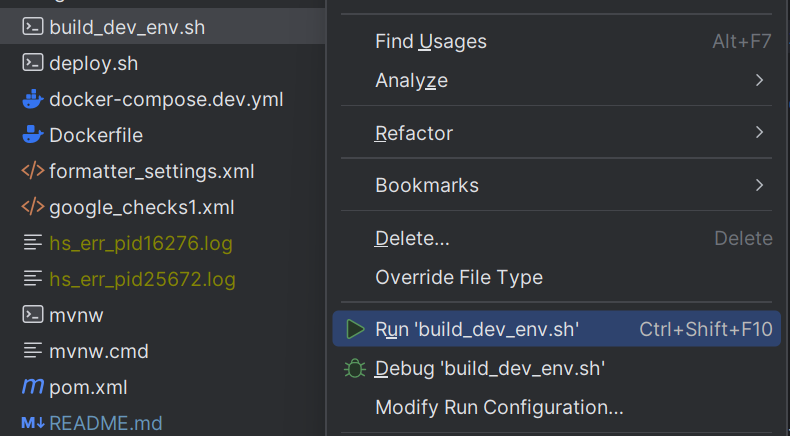 build_dev_env.sh
deploy.sh
docker-compose.dev.yml
Dockerfile
formatter_settings.xml
google_checks1.xml
hs_err_pid16276.log
hs_err_pid25672.log
mvnw
mvnw.cmd
m pom.xml
M↓ README.md
Find Usages Alt+F7
Analyze
Refactor
Bookmarks
Delete... Delete
Override File Type
Run 'build_dev_env.sh' Ctrl+Shift+F10
Debug 'build_dev_env.sh'
Modify Run Configuration...